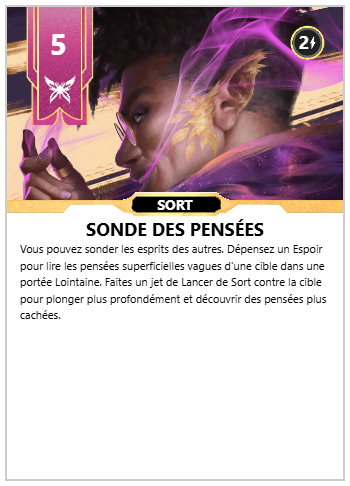 5
2
SORT
SONDE DES PENSÉES
Vous pouvez sonder les esprits des autres. Dépensez un Espoir
pour lire les pensées superficielles vagues d'une cible dans une
portée Lointaine. Faites un jet de Lancer de Sort contre la cible
pour plonger plus profondément et découvrir des pensées plus
cachées.